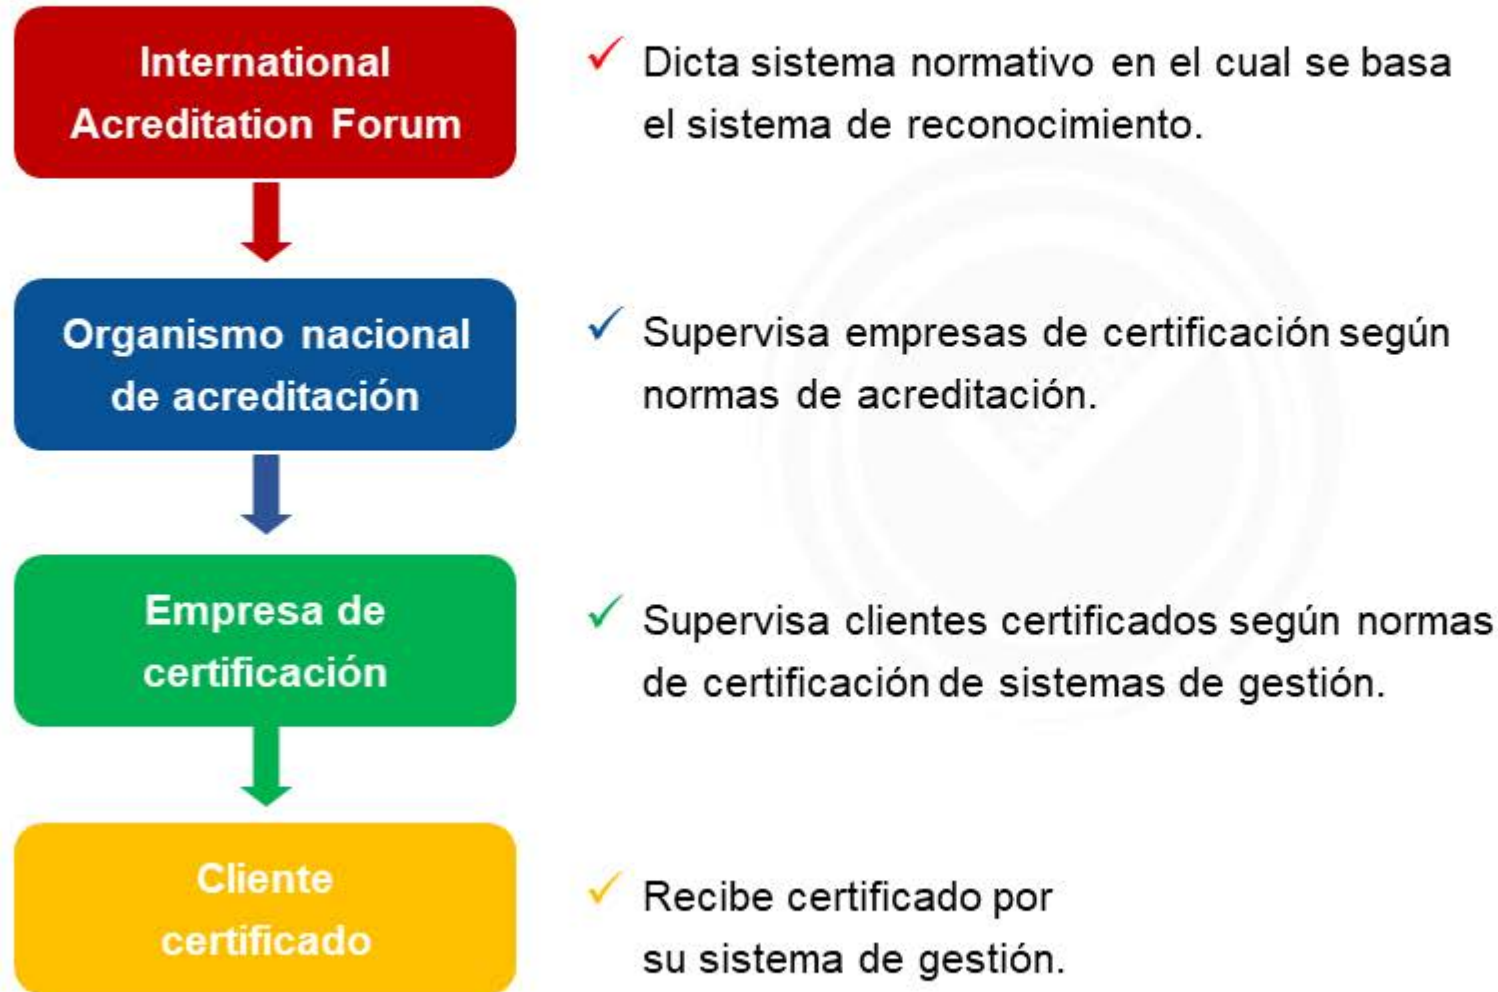 International
Acreditation Forum
✓ Dicta sistema normativo en el cual se basa
el sistema de reconocimiento.
Organismo nacional
de acreditación
✓ Supervisa empresas de certificación según
normas de acreditación.
Empresa de
certificación
✓ Supervisa clientes certificados según normas
de certificación de sistemas de gestión.
Cliente
certificado
✓ Recibe certificado por
su sistema de gestión.